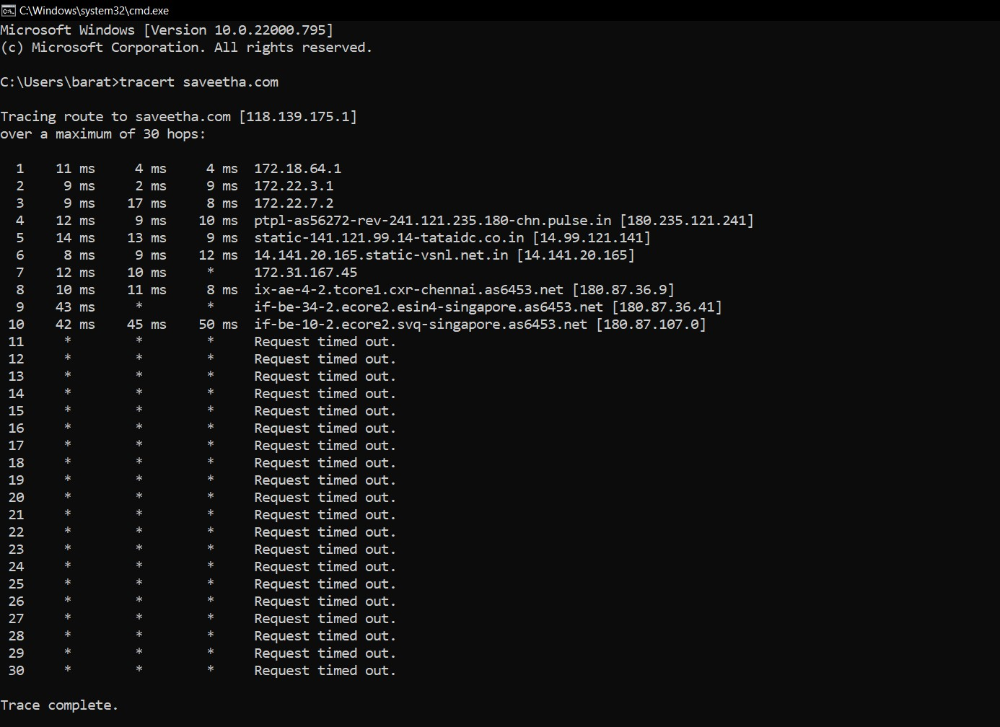 C:\Windows\system32\cmd.exe
Microsoft Windows [Version 10.0.22000.795]
(c) Microsoft Corporation. All rights reserved.
C:\Users\barat>tracert saveetha.com
Tracing route to saveetha.com [118.139.175.1]
over a maximum of 30 hops:
1 11 ms 4 ms 4 ms 172.18.64.1
2 9 ms 2 ms 9 ms 172.22.3.1
3 9 ms 17 ms 8 ms 172.22.7.2
4 12 ms 9 ms 10 ms ptpl-as56272-rev-241.121.235.180-chn.pulse.in [180.235.121.241]
5 14 ms 13 ms 9 ms static-141.121.99.14-tataidc.co.in [14.99.121.141]
6 8 ms 9 ms 12 ms 14.141.20.165.static-vsnl.net.in [14.141.20.165]
7 12 ms 10 ms * 172.31.167.45
8 10 ms 11 ms 8 ms ix-ae-4-2.tcore1.cxr-chennai.as6453.net [180.87.36.9]
9 43 ms * * if-be-34-2.ecore2.esin4-singapore.as6453.net [180.87.36.41]
10 42 ms 45 ms 50 ms if-be-10-2.ecore2.svq-singapore.as6453.net [180.87.107.0]
11 * * * Request timed out.
12 * * * Request timed out.
13 * * * Request timed out.
14 * * * Request timed out.
15 * * * Request timed out.
16 * * * Request timed out.
17 * * * Request timed out.
18 * * * Request timed out.
19 * * * Request timed out.
20 * * * Request timed out.
21 * * * Request timed out.
22 * * * Request timed out.
23 * * * Request timed out.
24 * * * Request timed out.
25 * * * Request timed out.
26 * * * Request timed out.
27 * * * Request timed out.
28 * * * Request timed out.
29 * * * Request timed out.
30 * * * Request timed out.
Trace complete.